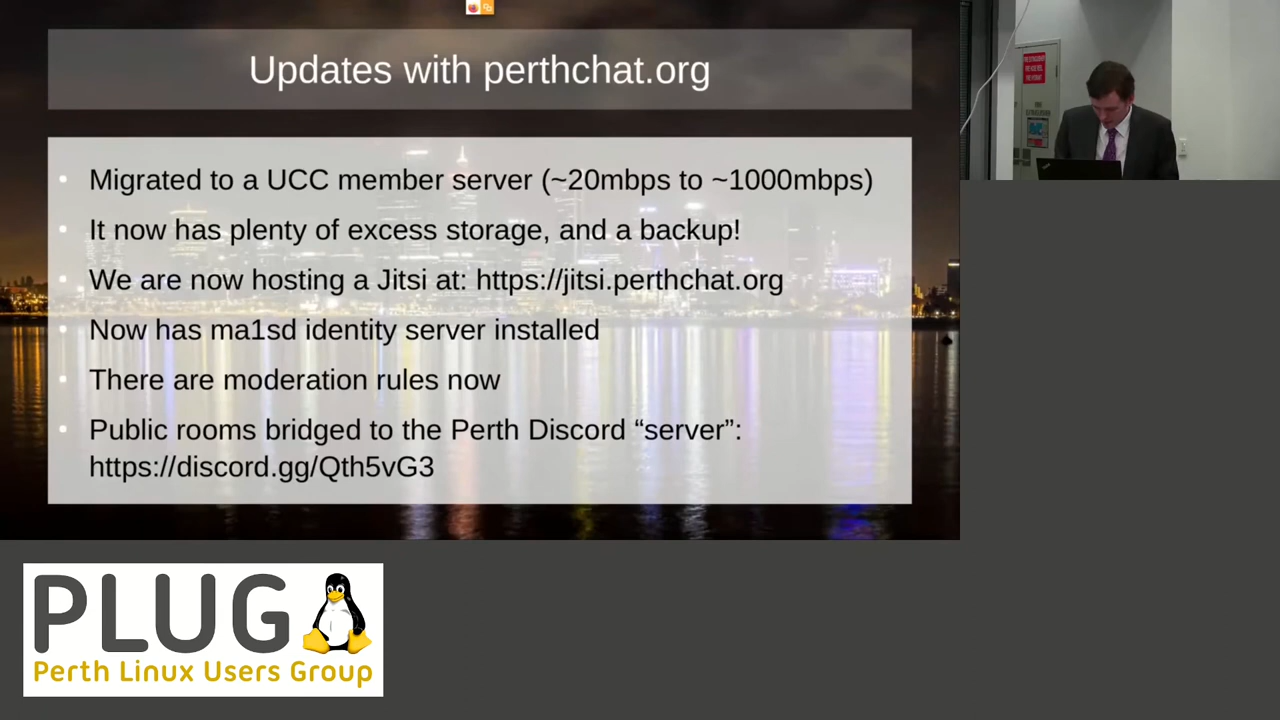 Updates with perthchat.org
• Migrated to a UCC member server (~20mbps to ~1000mbps)
• It now has plenty of excess storage, and a backup!
• We are now hosting a Jitsi at: https://jitsi.perthchat.org
• Now has ma1sd identity server installed
• There are moderation rules now
• Public rooms bridged to the Perth Discord “server”:
https://discord.gg/Qth5vG3
PLUG
Perth Linux Users Group